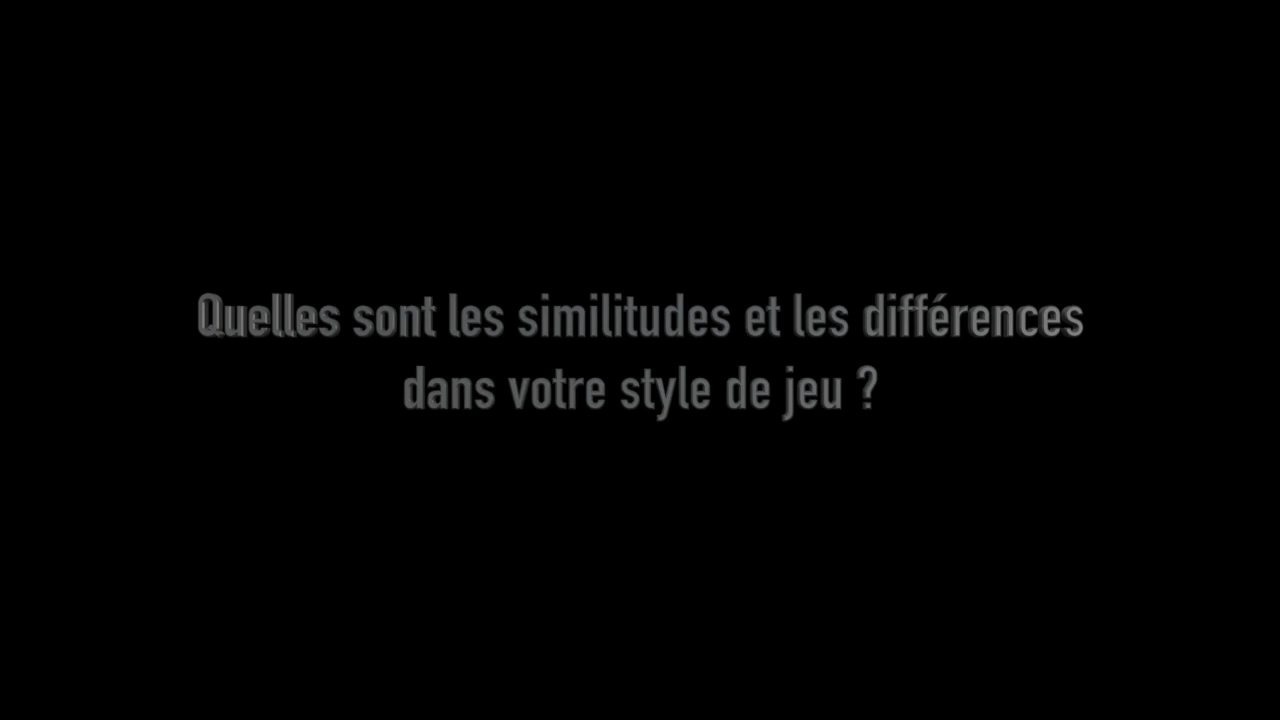 Quelles sont les similitudes et les différences
dans votre style de jeu ?